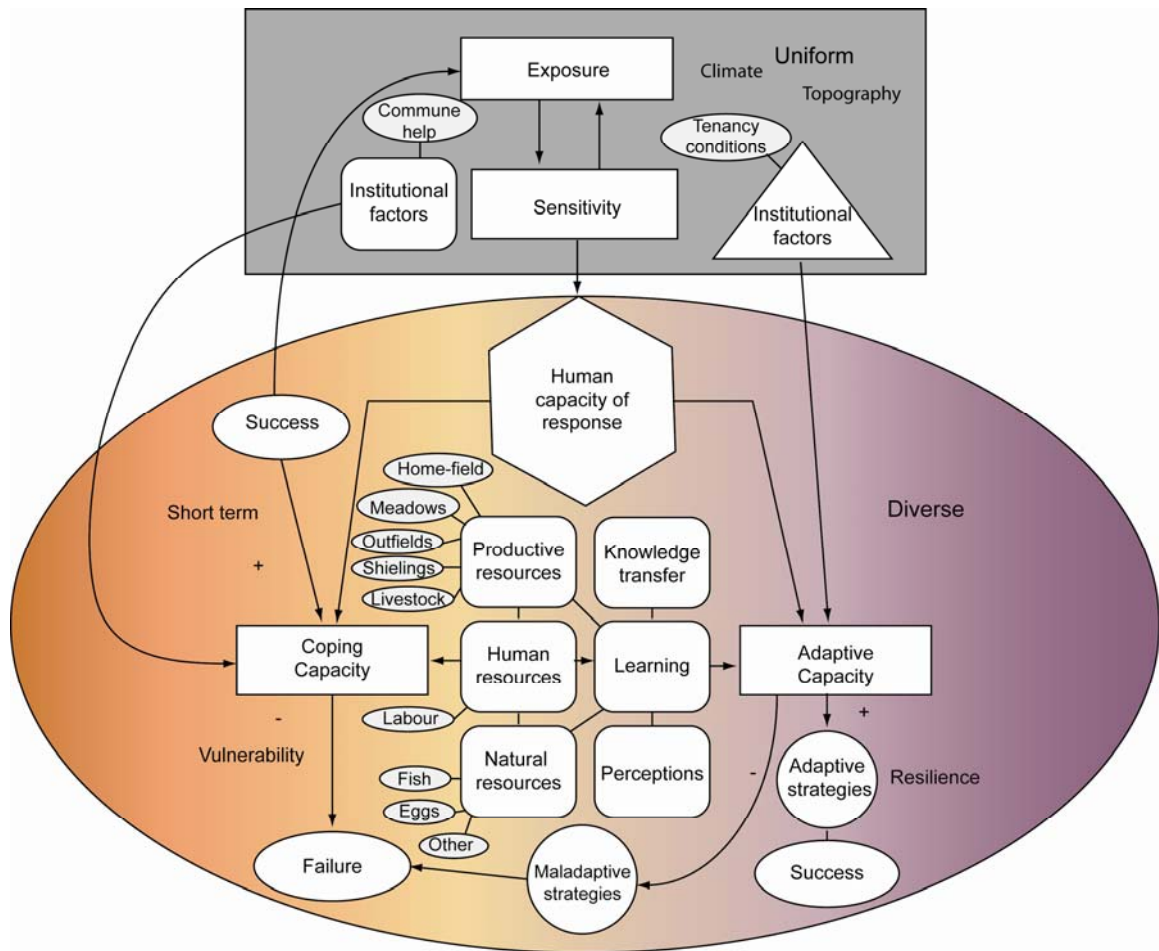 Exposure
Climate
Uniform
Topography
Commune
help
Tenancy
conditions
Institutional
factors
Sensitivity
Institutional
factors
Human
capacity of
response
Success
Home-field
Short term
Meadows
Diverse
Outfields
Productive
resources
Knowledge
transfer
Shielings
+
Livestock
Coping
Capacity
Human
resources
Learning
Adaptive
Capacity
-
Labour
+
Vulnerability
Natural
resources
Perceptions
-
Adaptive
strategies
Resilience
Fish
Eggs
Other
Failure
Maladaptive
strategies
Success